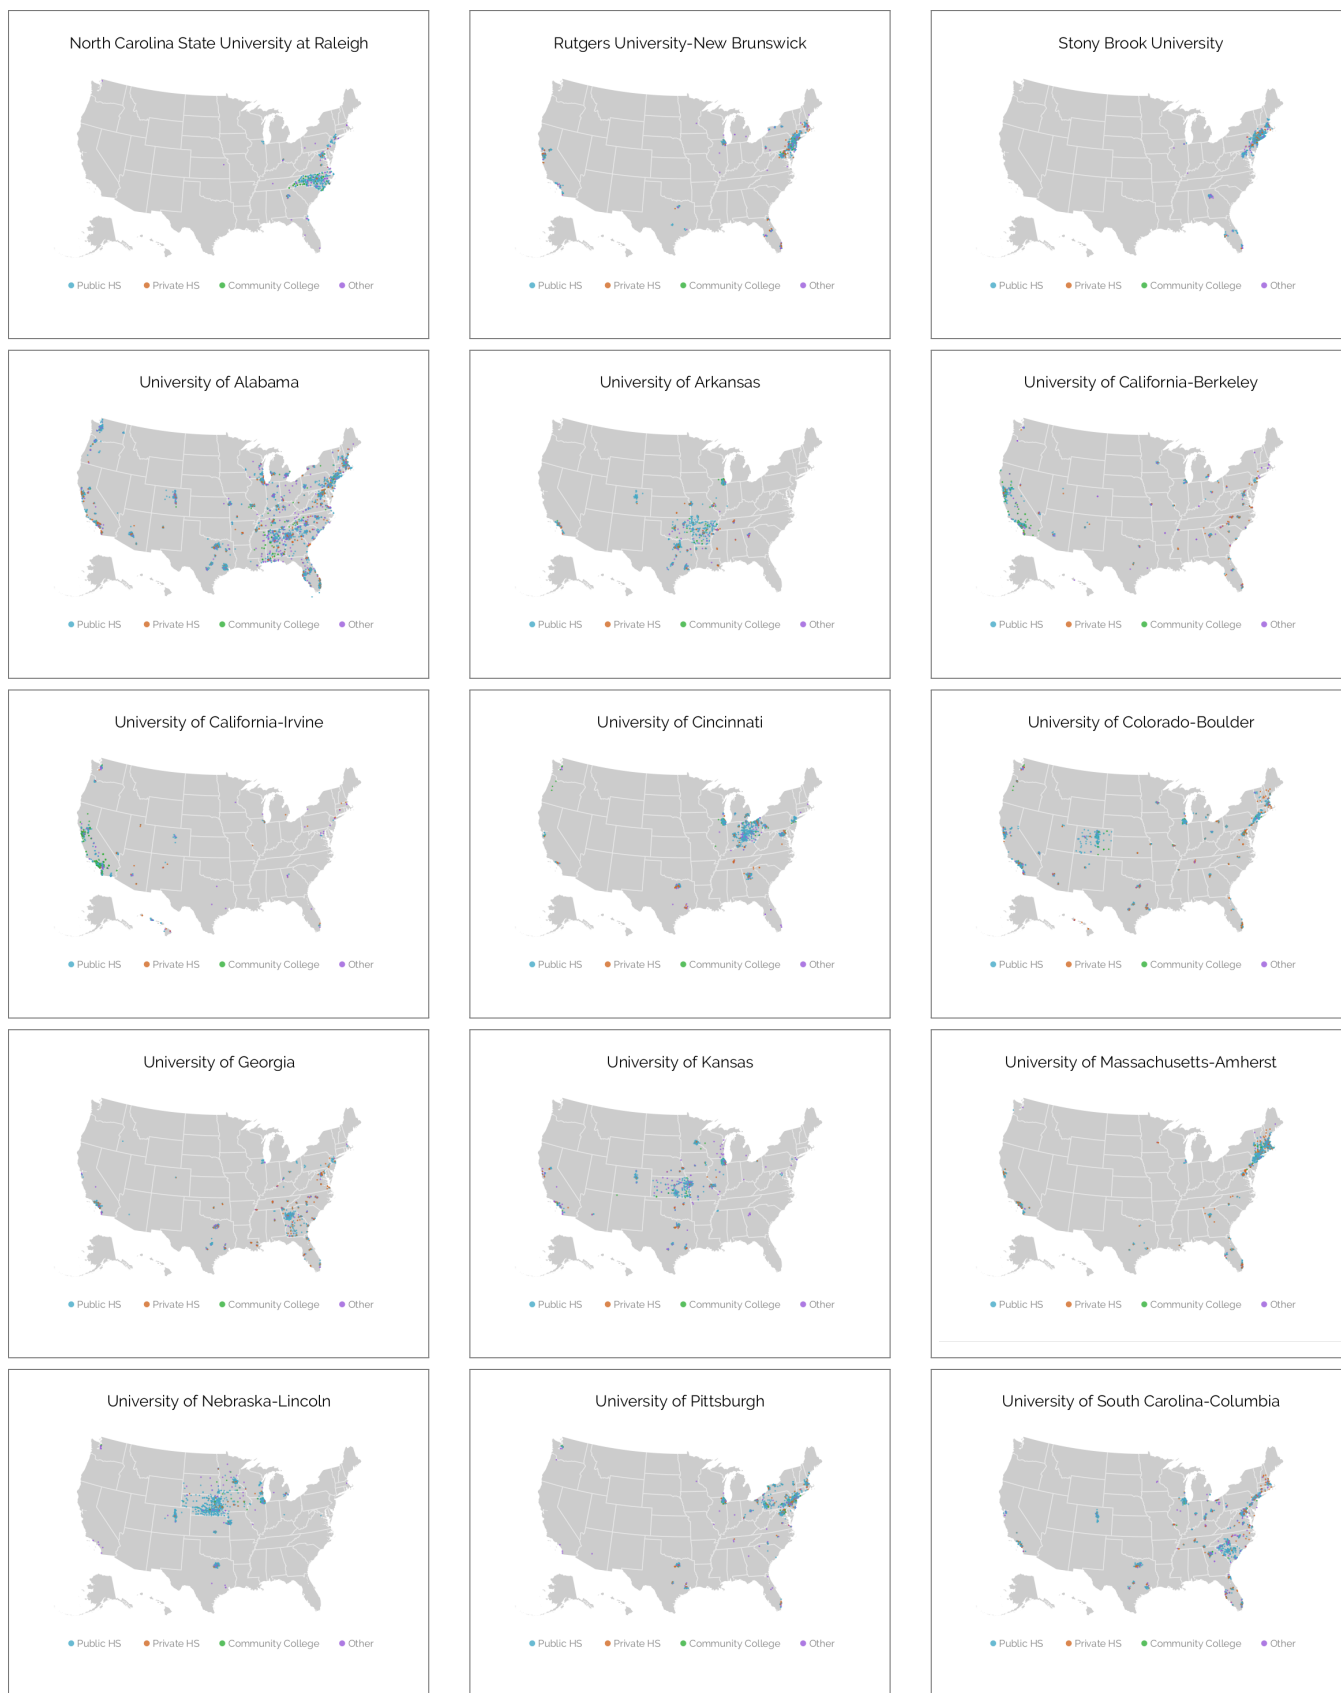 North Carolina State University at Raleigh
Rutgers University-New Brunswick
Stony Brook University
Public HS Private HS Community College Other
Public HS Private HS Community College Other
Public HS Private HS Community College Other
University of Alabama
University of Arkansas
University of California-Berkeley
Public HS Private HS Community College Other
Public HS Private HS Community College Other
Public HS Private HS Community College Other
University of California-Irvine
University of Cincinnati
University of Colorado-Boulder
Public HS Private HS Community College Other
Public HS Private HS Community College Other
Public HS Private HS Community College Other
University of Georgia
University of Kansas
University of Massachusetts-Amherst
Public HS Private HS Community College Other
Public HS Private HS Community College Other
Public HS Private HS Community College Other
University of Nebraska-Lincoln
University of Pittsburgh
University of South Carolina-Columbia
Public HS Private HS Community College Other
Public HS Private HS Community College Other
Public HS Private HS Community College Other